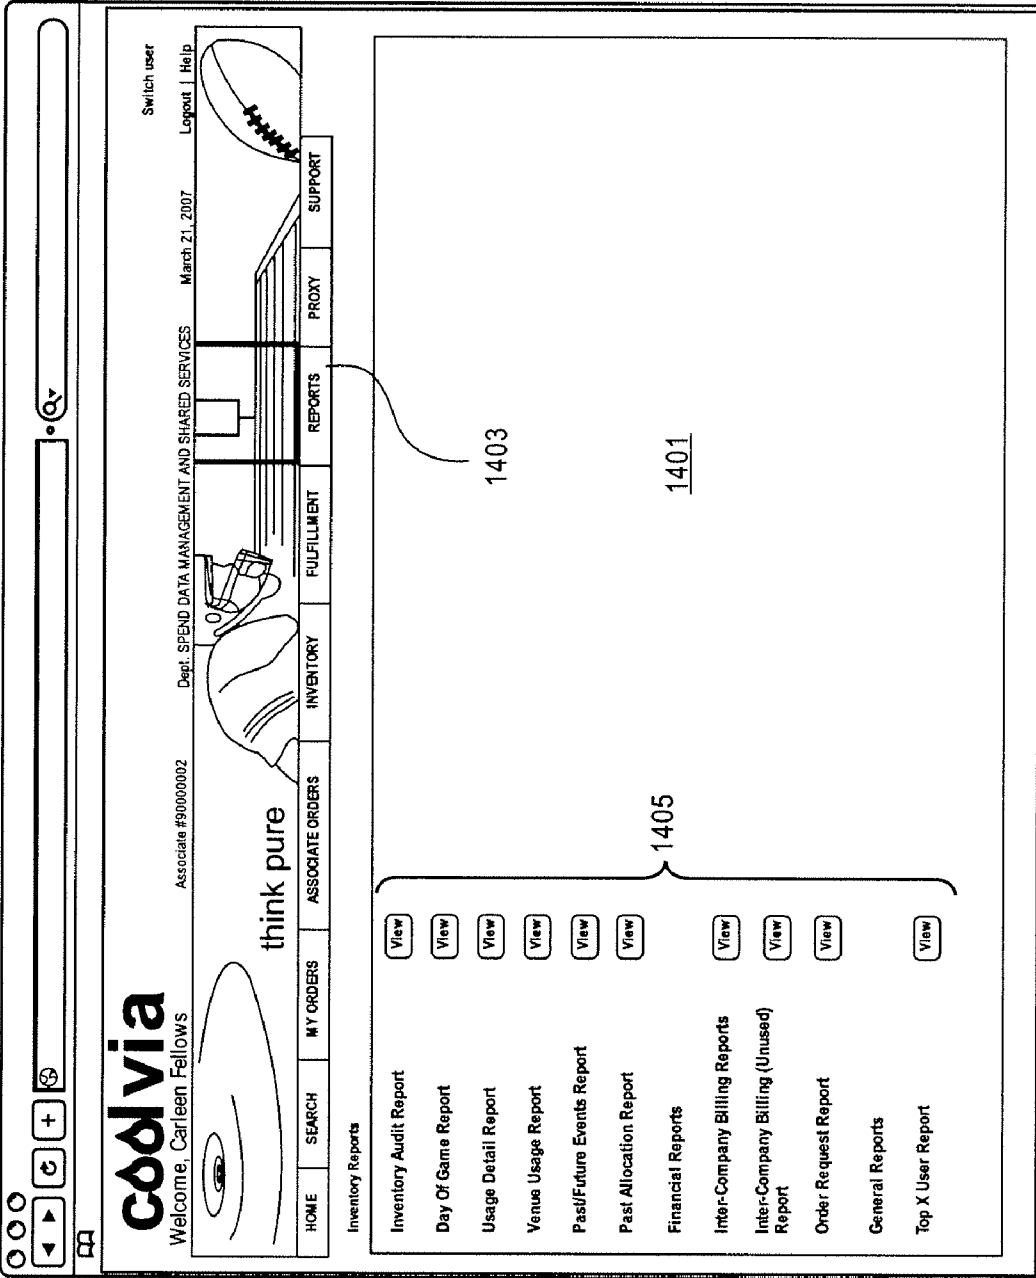 coolvia
Switch user
Welcome, Carleen Fellows
Associate #90000002
Dept. SPEND DATA MANAGEMENT AND SHARED SERVICES
March 21, 2007
Logout | Help
think pure
HOME
SEARCH
MY ORDERS
ASSOCIATE ORDERS
INVENTORY
FULFILLMENT
REPORTS
PROXY
SUPPORT
Inventory Reports
Inventory Audit Report View
Day Of Game Report View
Usage Detail Report View
Venue Usage Report View
Past/Future Events Report View
Past Allocation Report View
Financial Reports
Inter-Company Billing Reports View
Inter-Company Billing (Unused) View
Report
Order Request Report View
General Reports
Top X User Report View
1403
1401
1405